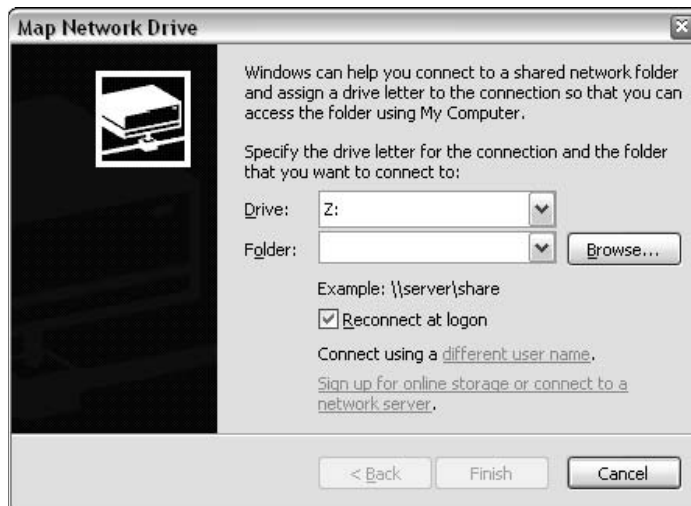 Map Network Drive
Windows can help you connect to a shared network folder
and assign a drive letter to the connection so that you can
access the folder using My Computer.
Specify the drive letter for the connection and the folder
that you want to connect to:
Drive: Z:
Folder: Browse...
Example: \\server\share
Reconnect at logon
Connect using a different user name.
Sign up for online storage or connect to a
network server.
< Back Finish Cancel